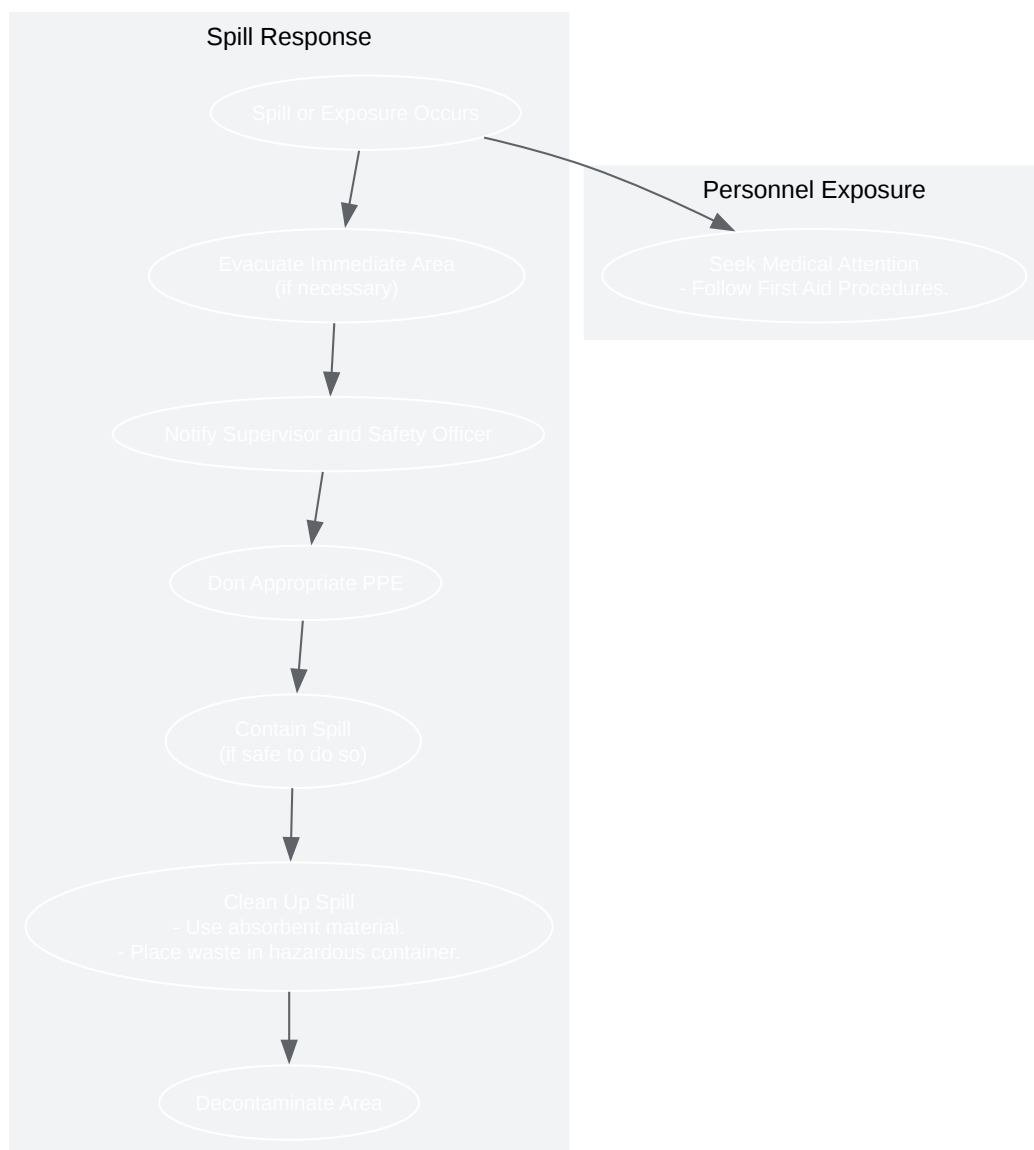 Spill Response
Spill or Exposure Occurs
Personnel Exposure
Evacuate Immediate Area
(if necessary)
Seek Medical Attention
- Follow First Aid Procedures.
Notify Supervisor and Safety Officer
Don Appropriate PPE
Contain Spill
(if safe to do so)
Clean Up Spill
- Use absorbent material.
- Place waste in hazardous container.
Decontaminate Area